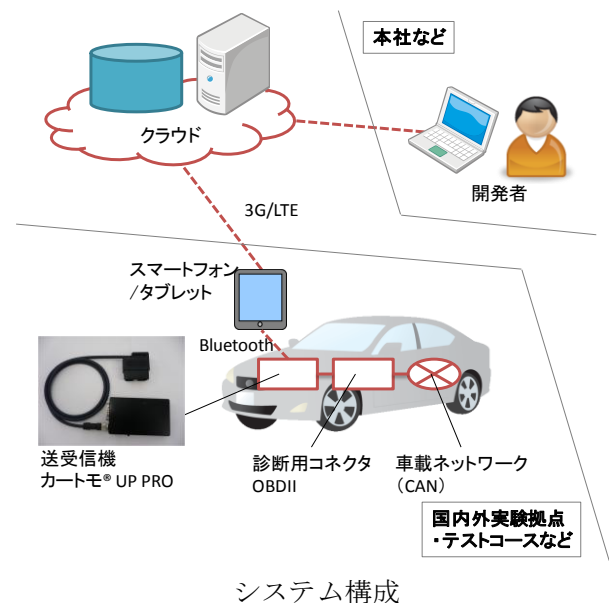 本社など
クラウド
開発者
3G/LTE
スマートフォン
/タブレット
Bluetooth
送受信機
カートモ® UP PRO
診断用コネクタ
OBDII
車載ネットワーク
(CAN)
国内外実験拠点
・テストコースなど
システム構成